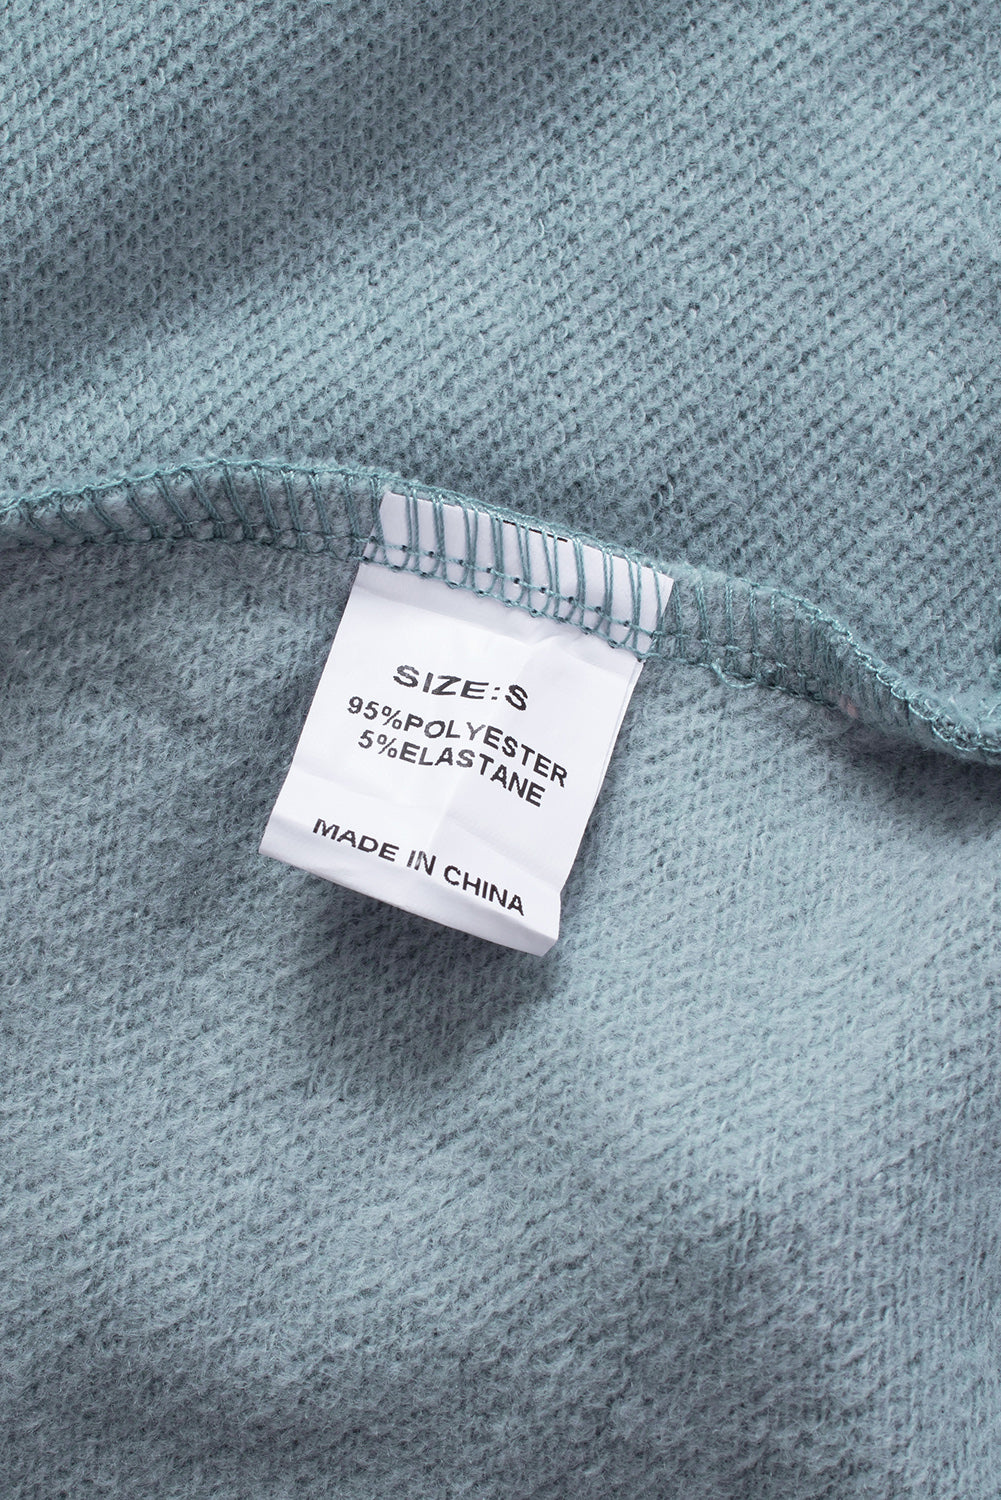 SIZE:S
95%POLYESTER
5%ELASTANE
MADE IN CHINA